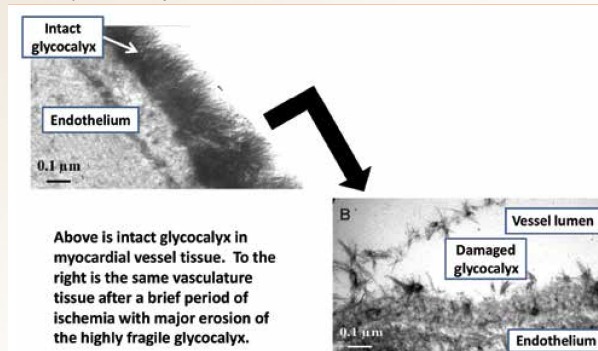 Intact
glycocalyx
Endothelium
0.1 µm
Above is intact glycocalyx in
myocardial vessel tissue. To the
right is the same vasculature
tissue after a brief period of
ischemia with major erosion of
the highly fragile glycocalyx.
B
Vessel lumen
Damaged
glycocalyx
0.1 µm
Endothelium